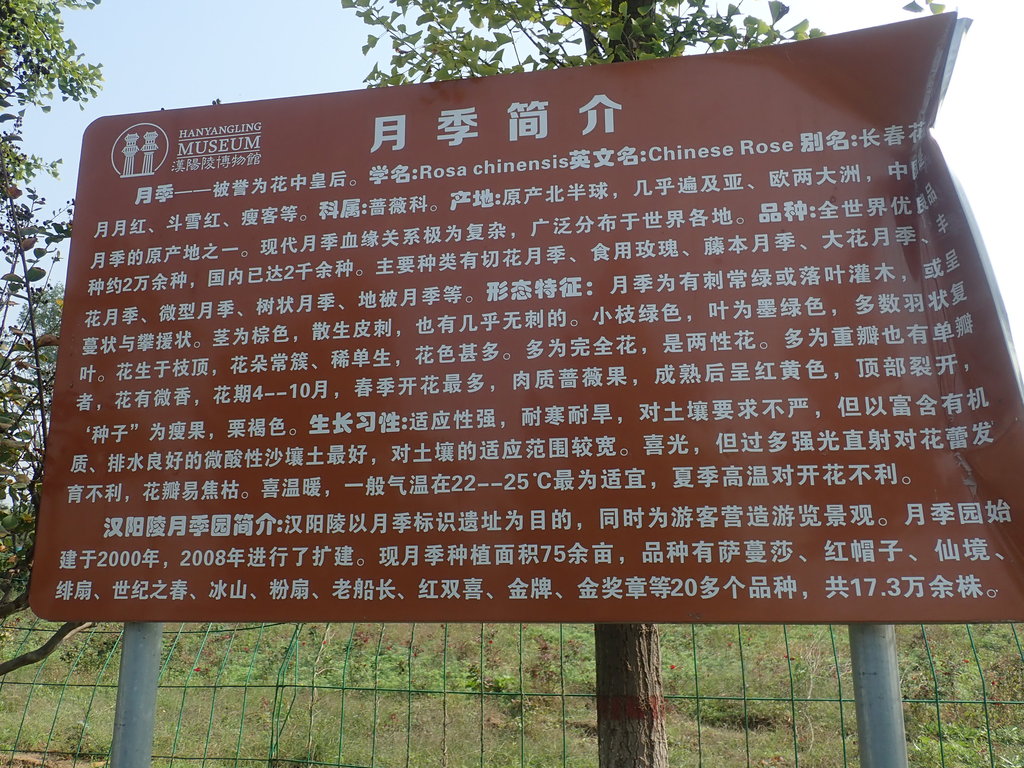 HANYANGLING
MUSEUM
漢陽陵博物館
月季简介
月季——被誉为花中皇后。学名:Rosa chinensis英文名:Chinese Rose 别名:长春花、
月月红、斗雪红、瘦客等。科属:蔷薇科。产地:原产北半球，几乎遍及亚、欧两大洲，中国是
月季的原产地之一。现代月季血缘关系极为复杂，广泛分布于世界各地。品种:全世界优良品
种约2万余种，国内已达2千余种。主要种类有切花月季、食用玫瑰、藤本月季、大花月季、丰
花月季、微型月季、树状月季、地被月季等。形态特征：月季为有刺常绿或落叶灌木，或呈
蔓状与攀援状。茎为棕色，散生皮刺，也有几乎无刺的。小枝绿色，叶为墨绿色，多数羽状复
叶。花生于枝顶，花朵常簇、稀单生，花色甚多。多为完全花，是两性花。多为重瓣也有单瓣
者，花有微香，花期4--10月，春季开花最多，肉质蔷薇果，成熟后呈红黄色，顶部裂开，
‘种子”为瘦果，栗褐色。生长习性:适应性强，耐寒耐旱，对土壤要求不严，但以富含有机
质、排水良好的微酸性沙壤土最好，对土壤的适应范围较宽。喜光，但过多强光直射对花蕾发
育不利，花瓣易焦枯。喜温暖，一般气温在22--25℃最为适宜，夏季高温对开花不利。
汉阳陵月季园简介:汉阳陵以月季标识遗址为目的，同时为游客营造游览景观。月季园始
建于2000年，2008年进行了扩建。现月季种植面积75余亩，品种有萨蔓莎、红帽子、仙境、
绯扇、世纪之春、冰山、粉扇、老船长、红双喜、金牌、金奖章等20多个品种，共17.3万余株。